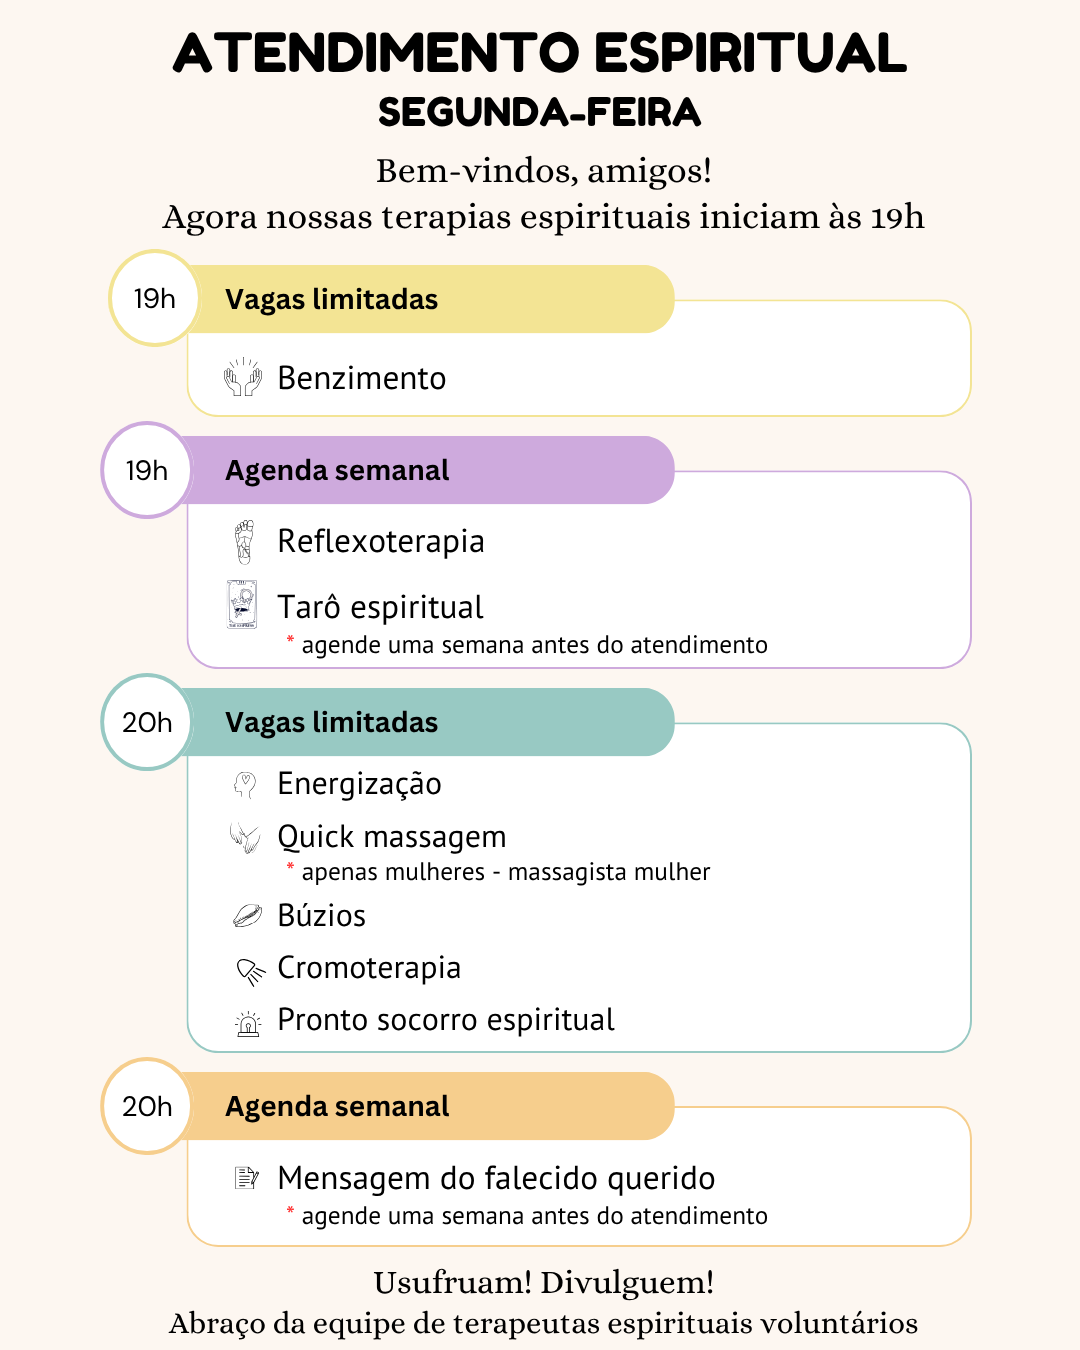 ATENDIMENTO ESPIRITUAL
SEGUNDA-FEIRA
Bem-vindos, amigos!
Agora nossas terapias espirituais iniciam às 19h
19h
Vagas limitadas
Benzimento
19h
Agenda semanal
Reflexoterapia
Tarô espiritual
* agende uma semana antes do atendimento
20h
Vagas limitadas
Energização
Quick massagem
* apenas mulheres - massagista mulher
Búzios
Cromoterapia
Pronto socorro espiritual
20h
Agenda semanal
Mensagem do falecido querido
* agende uma semana antes do atendimento
Usufruam! Divulguem!
Abraço da equipe de terapeutas espirituais voluntários